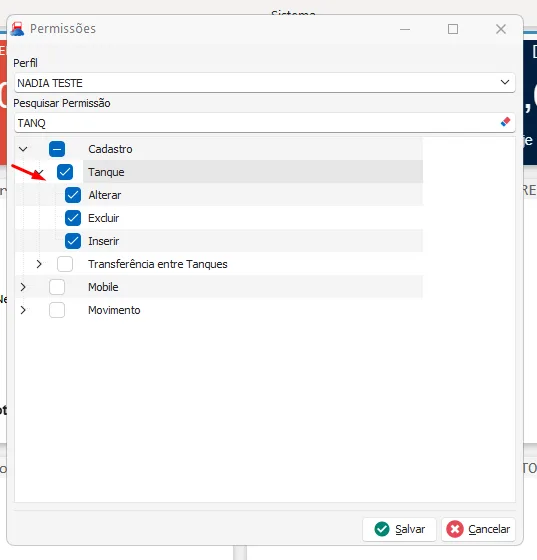 Sistema
Permissões
Perfil
NADIA TESTE
Pesquisar Permissão
TANQ
Cadastro
Tanque
Alterar
Excluir
Inserir
Transferência entre Tanques
Mobile
Movimento
Salvar
Cancelar